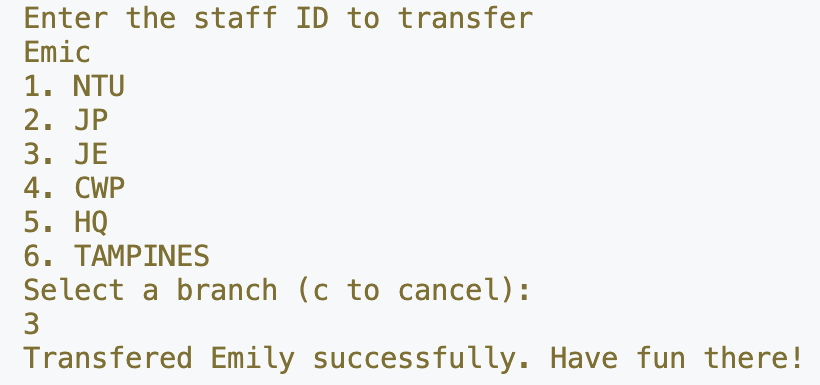 Enter the staff ID to transfer
Emic
1. NTU
2. JP
3. JE
4. CWP
5. HQ
6. TAMPINES
Select a branch (c to cancel):
3
Transfered Emily successfully. Have fun there!